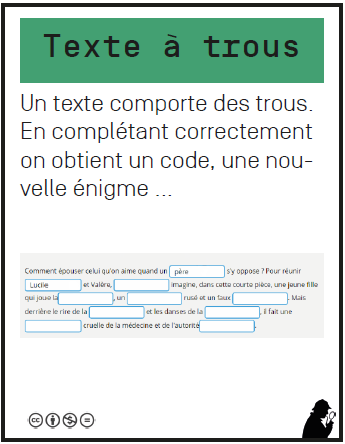 Texte à trous
Un texte comporte des trous.
En complétant correctement
on obtient un code, une nou-
velle énigme ...
Comment épouser celui qu'on aime quand un père s'y oppose ? Pour réunir
Lucile et Valère, imagine, dans cette courte pièce, une jeune fille
qui joue la , un rusé et un faux . Mais
derrière le rire de la et les danses de la , il fait une
cruelle de la médecine et de l'autorité .
cc